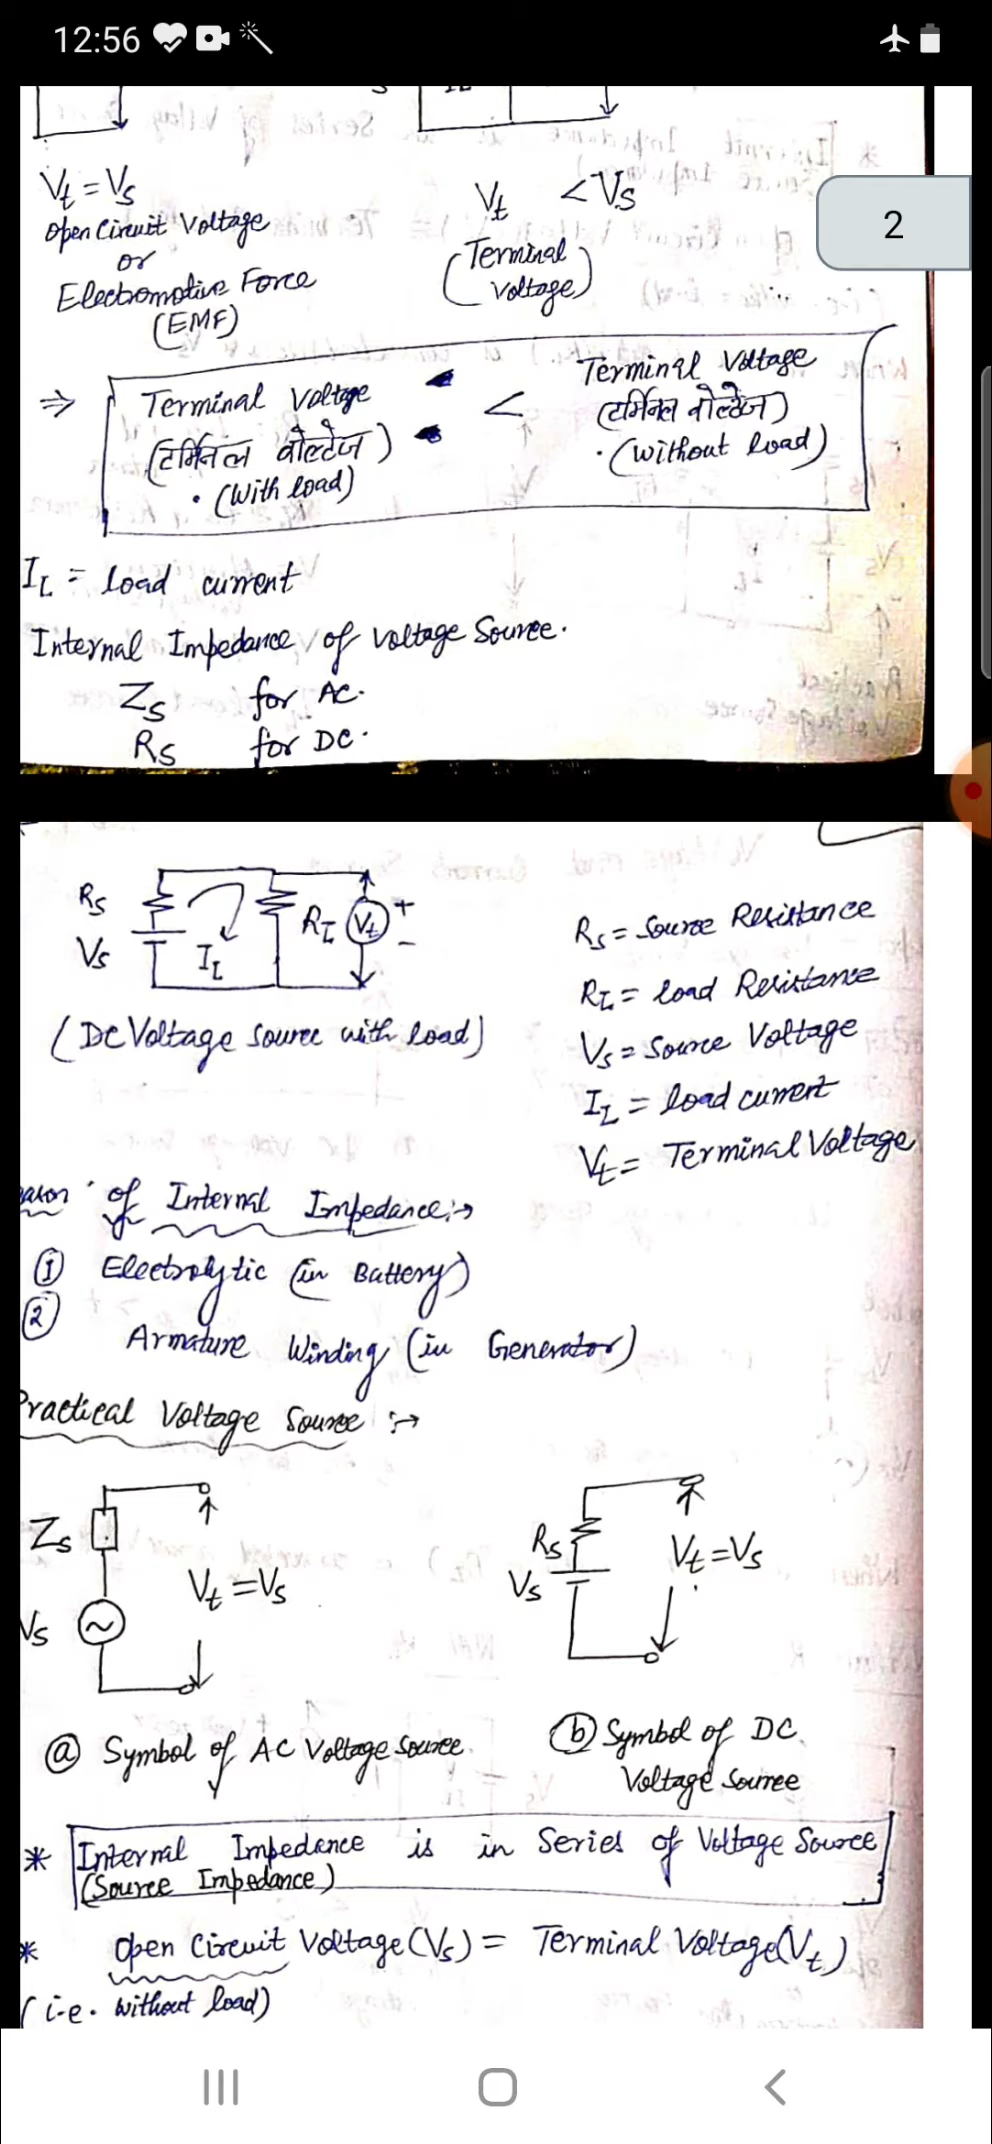 12:56
2
Vt = Vs
Vt < Vs
Open Circuit Voltage
or
Electromotive Force
(EMF)
(Terminal
Voltage)
⇒ Terminal Voltage < Terminal Voltage
(टर्मिनल वोल्टेज) (टर्मिनल वोल्टेज)
• (With load) • (without load)
IL = load current
Internal Impedance of Voltage Source.
Zs for AC.
Rs for DC.
Rs
Vs
IL
RL
Vt
+
-
(DC Voltage source with load)
Rs = Source Resistance
RL = load Resistance
Vs = Source Voltage
IL = load current
Vt = Terminal Voltage
of Internal Impedance :→
① Electrolytic (in Battery)
② Armature Winding (in Generator)
Practical Voltage Source :→
Zs
Vs
Vt = Vs
Rs
Vs
Vt = Vs
ⓐ Symbol of AC Voltage source.
ⓑ Symbol of DC
Voltage Source
* Internal Impedance is in Series of Voltage Source
(Source Impedance)
* Open Circuit Voltage (Vs) = Terminal Voltage (Vt)
(i.e. without load)